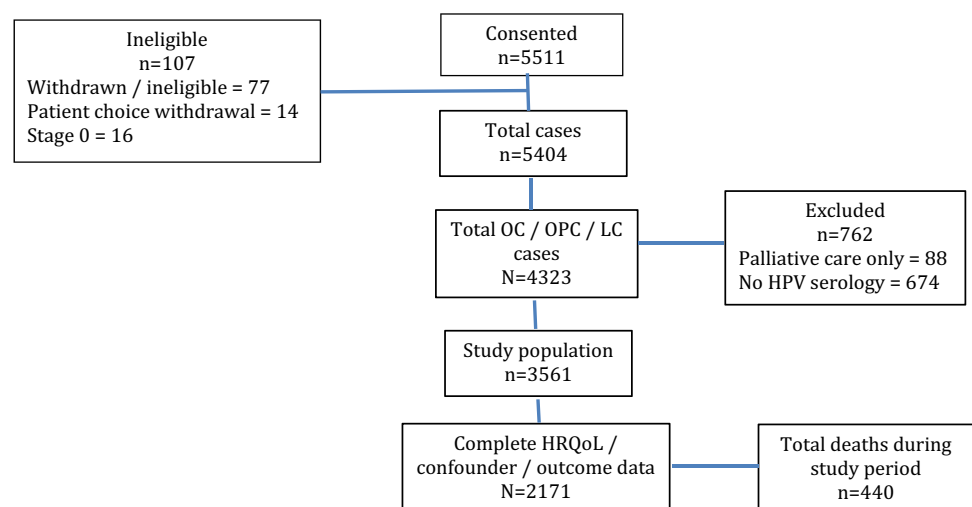 Ineligible
n=107
Withdrawn / ineligible = 77
Patient choice withdrawal = 14
Stage 0 = 16
Consented
n=5511
Total cases
n=5404
Total OC / OPC / LC
cases
N=4323
Excluded
n=762
Palliative care only = 88
No HPV serology = 674
Study population
n=3561
Complete HRQoL /
confounder / outcome data
N=2171
Total deaths during
study period
n=440